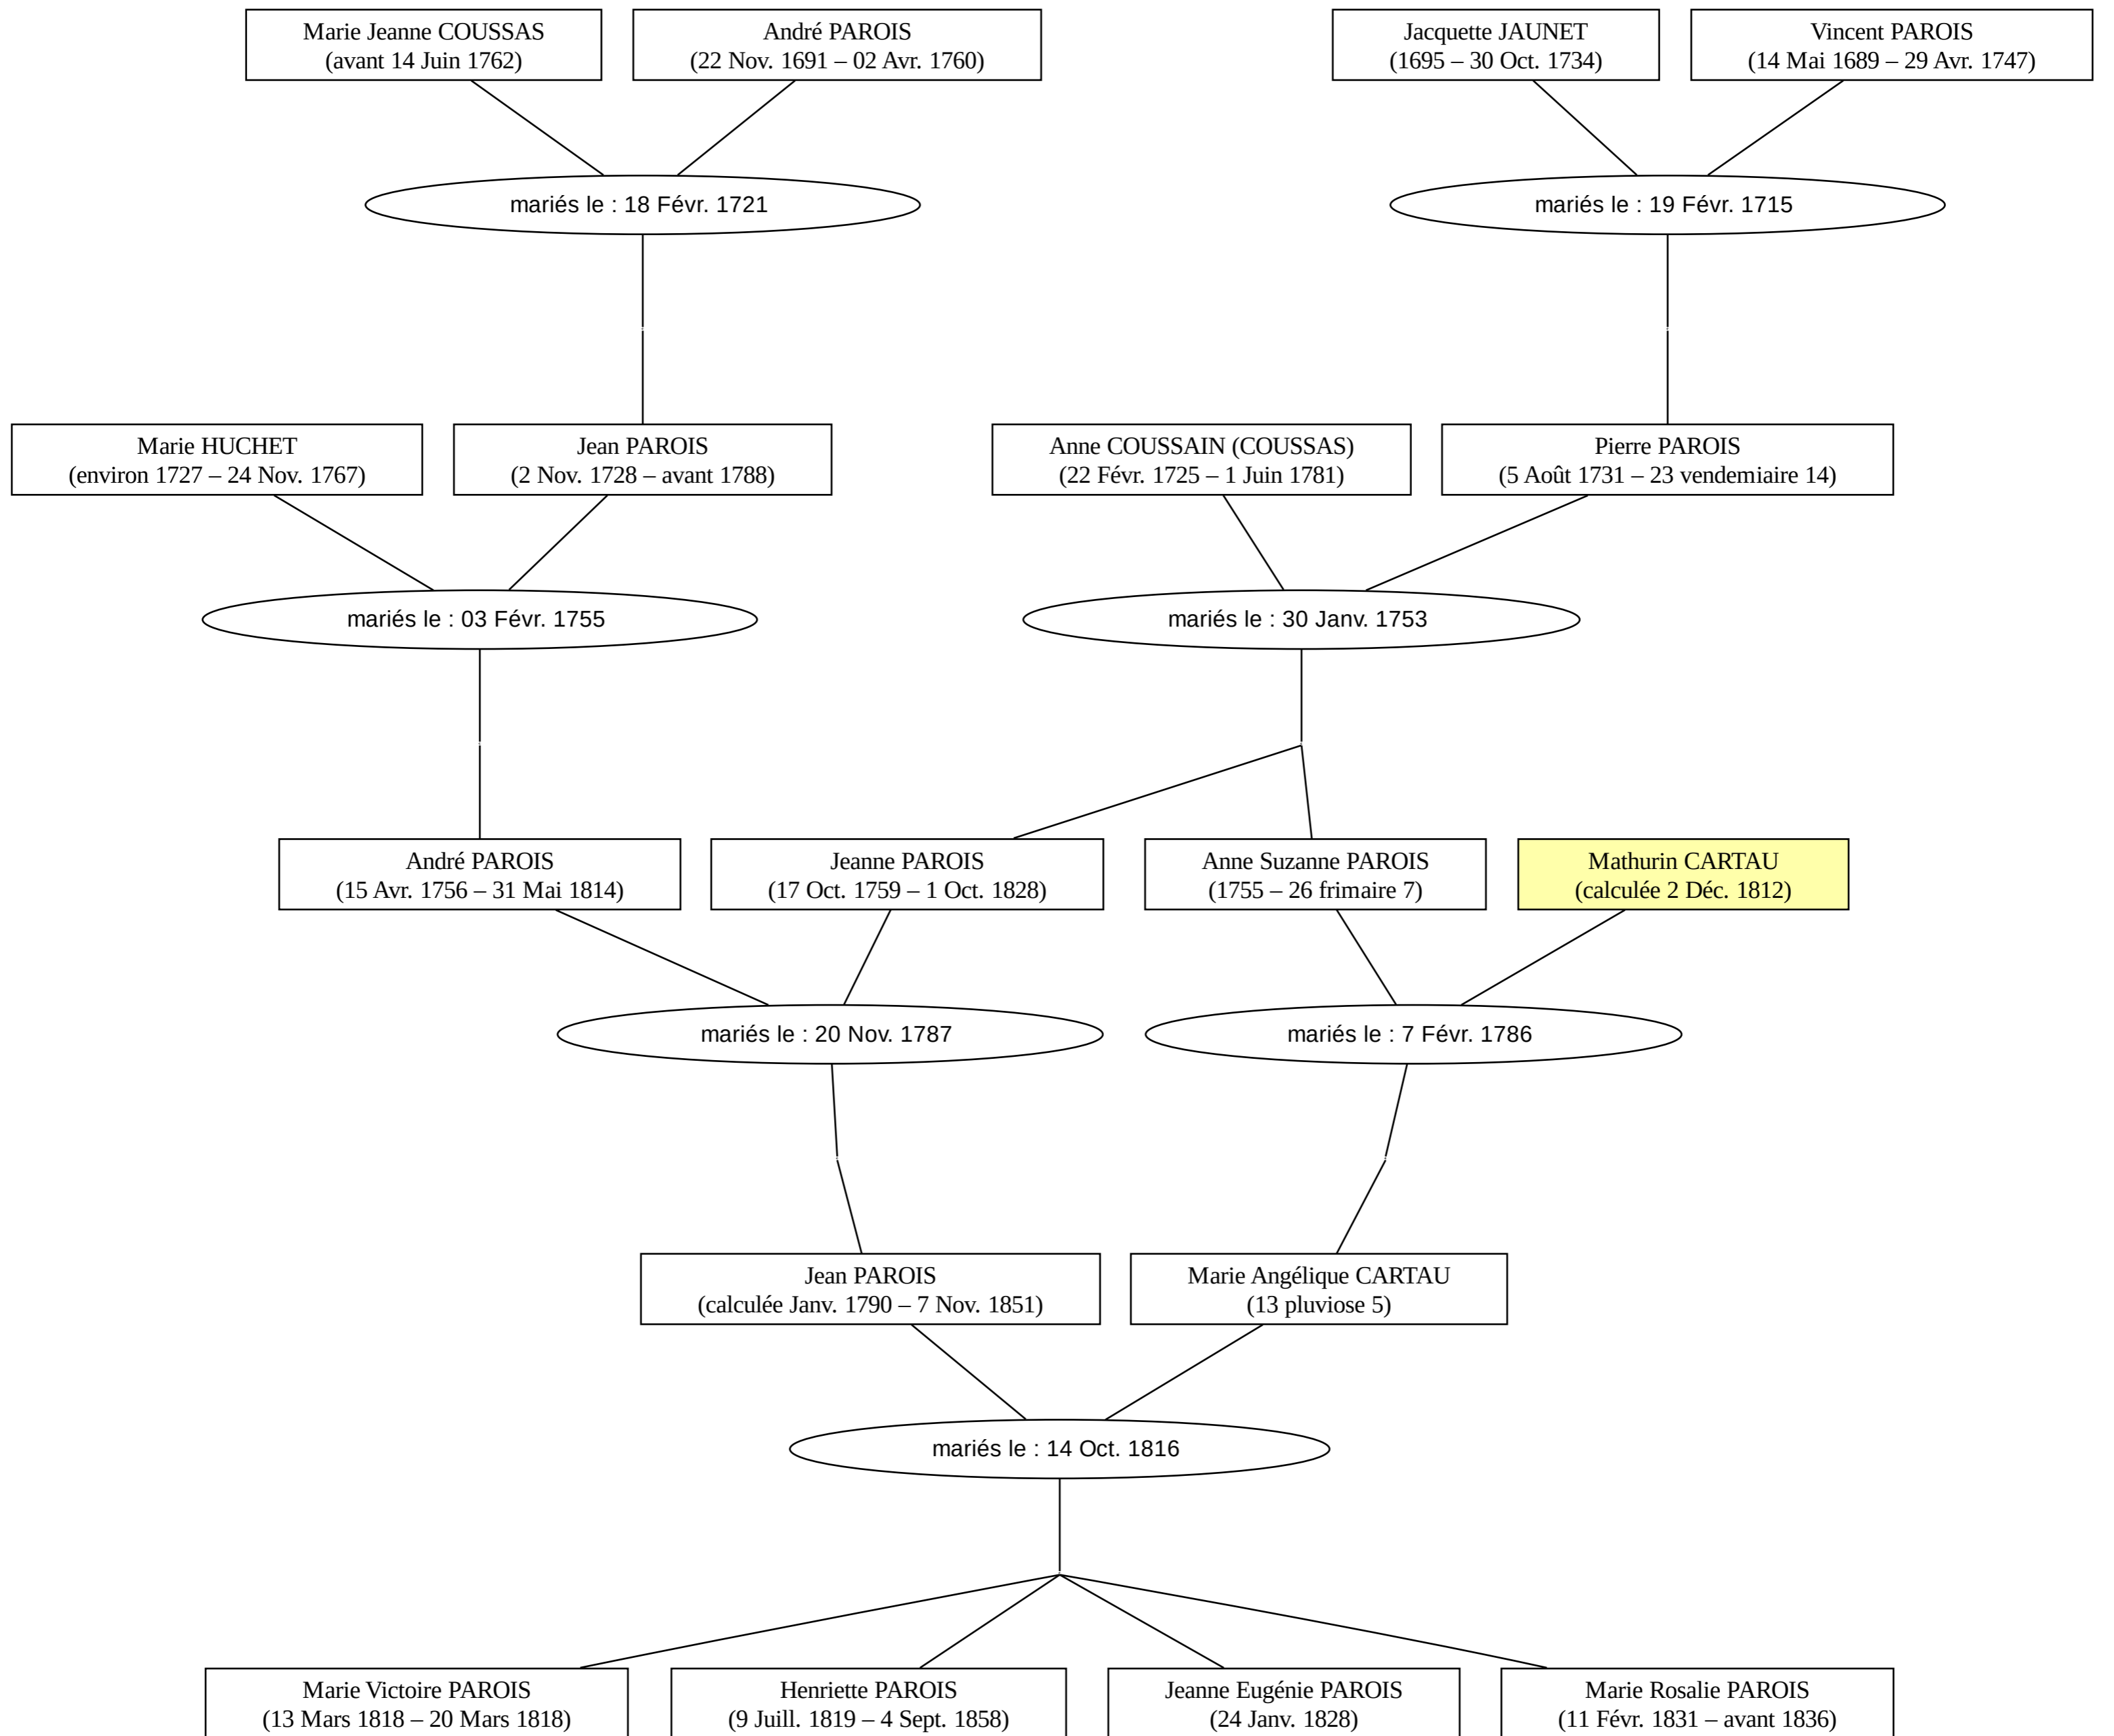 Marie Jeanne COUSSAS
(avant 14 Juin 1762)
André PAROIS
(22 Nov. 1691 – 02 Avr. 1760)
Jacquette JAUNET
(1695 – 30 Oct. 1734)
Vincent PAROIS
(14 Mai 1689 – 29 Avr. 1747)
mariés le : 18 Févr. 1721
mariés le : 19 Févr. 1715
Marie HUCHET
(environ 1727 – 24 Nov. 1767)
Jean PAROIS
(2 Nov. 1728 – avant 1788)
Anne COUSSAIN (COUSSAS)
(22 Févr. 1725 – 1 Juin 1781)
Pierre PAROIS
(5 Août 1731 – 23 vendemiaire 14)
mariés le : 03 Févr. 1755
mariés le : 30 Janv. 1753
André PAROIS
(15 Avr. 1756 – 31 Mai 1814)
Jeanne PAROIS
(17 Oct. 1759 – 1 Oct. 1828)
Anne Suzanne PAROIS
(1755 – 26 frimaire 7)
Mathurin CARTAU
(calculée 2 Déc. 1812)
mariés le : 20 Nov. 1787
mariés le : 7 Févr. 1786
Jean PAROIS
(calculée Janv. 1790 – 7 Nov. 1851)
Marie Angélique CARTAU
(13 pluviose 5)
mariés le : 14 Oct. 1816
Marie Victoire PAROIS
(13 Mars 1818 – 20 Mars 1818)
Henriette PAROIS
(9 Juill. 1819 – 4 Sept. 1858)
Jeanne Eugénie PAROIS
(24 Janv. 1828)
Marie Rosalie PAROIS
(11 Févr. 1831 – avant 1836)